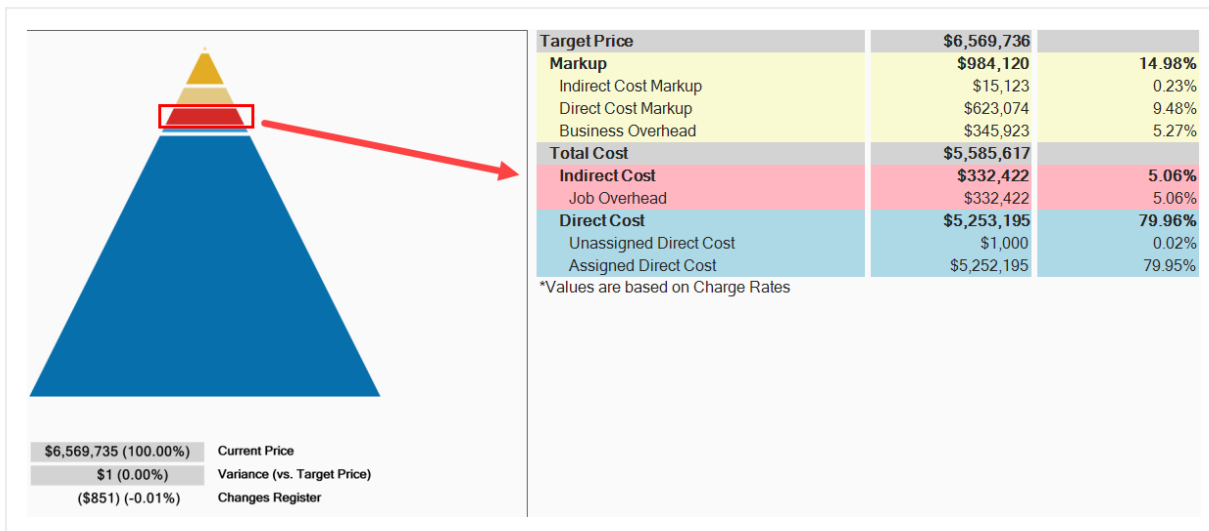 Target Price $6,569,736
Markup $984,120 14.98%
Indirect Cost Markup $15,123 0.23%
Direct Cost Markup $623,074 9.48%
Business Overhead $345,923 5.27%
Total Cost $5,585,617
Indirect Cost $332,422 5.06%
Job Overhead $332,422 5.06%
Direct Cost $5,253,195 79.96%
Unassigned Direct Cost $1,000 0.02%
Assigned Direct Cost $5,252,195 79.95%
*Values are based on Charge Rates
$6,569,735 (100.00%) Current Price
$1 (0.00%) Variance (vs. Target Price)
($851) (-0.01%) Changes Register